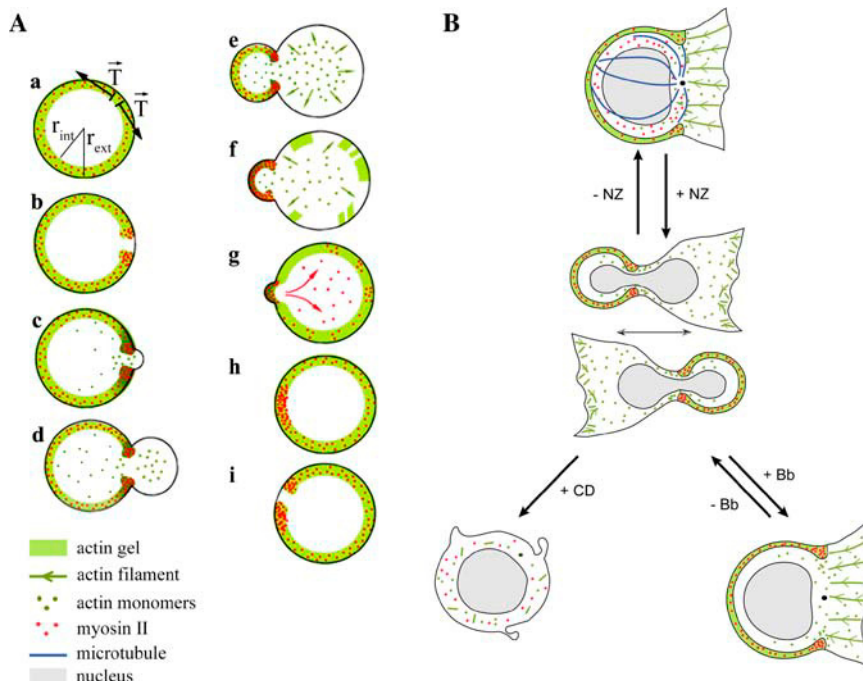 A
B
a
T
T
r int
r ext
b
c
d
e
f
g
h
i
actin gel
actin filament
actin monomers
myosin II
microtubule
nucleus
- NZ
+ NZ
+ CD
+ Bb
- Bb